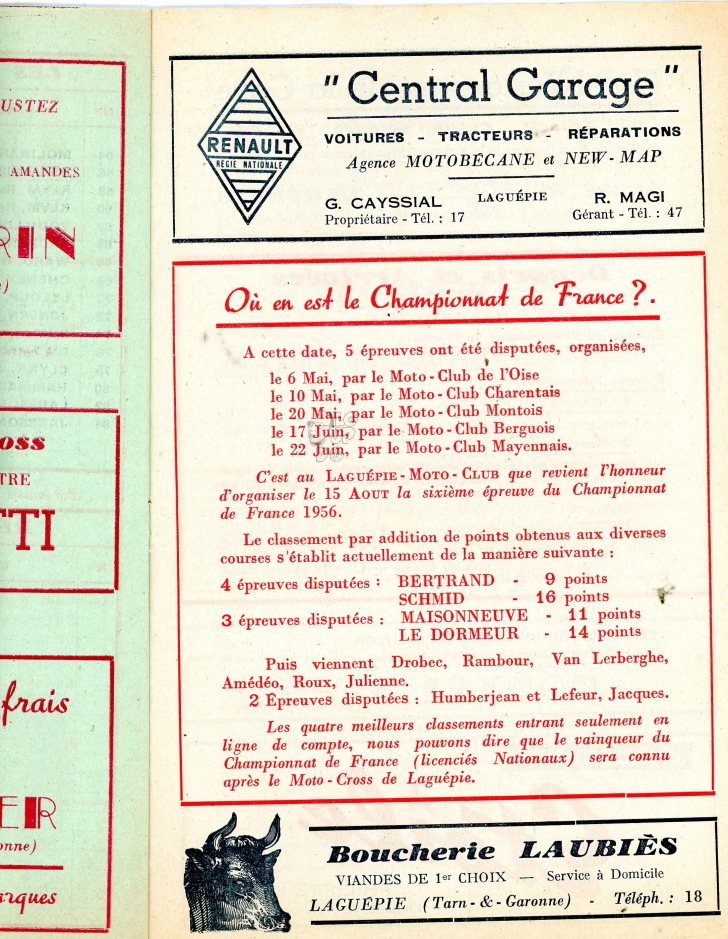 USTEZ
AMANDES
RIN
)
OSS
TRE
TTI
frais
ER
onne)
arques
" Central Garage "
RENAULT
RÉGIE NATIONALE
VOITURES - TRACTEURS - RÉPARATIONS
Agence MOTOBÉCANE et NEW-MAP
G. CAYSSIAL LAGUÉPIE R. MAGI
Propriétaire - Tél. : 17 Gérant - Tél. : 47
Où en est le Championnat de France ?.
A cette date, 5 épreuves ont été disputées, organisées,
le 6 Mai, par le Moto-Club de l'Oise
le 10 Mai, par le Moto-Club Charentais
le 20 Mai, par le Moto-Club Montois
le 17 Juin, par le Moto-Club Berguois
le 22 Juin, par le Moto-Club Mayennais.
C'est au LAGUÉPIE-MOTO-CLUB que revient l'honneur
d'organiser le 15 AOUT la sixième épreuve du Championnat
de France 1956.
Le classement par addition de points obtenus aux diverses
courses s'établit actuellement de la manière suivante :
4 épreuves disputées : BERTRAND - 9 points
SCHMID - 16 points
3 épreuves disputées : MAISONNEUVE - 11 points
LE DORMEUR - 14 points
Puis viennent Drobec, Rambour, Van Lerberghe,
Amédéo, Roux, Julienne.
2 Épreuves disputées : Humberjean et Lefeur, Jacques.
Les quatre meilleurs classements entrant seulement en
ligne de compte, nous pouvons dire que le vainqueur du
Championnat de France (licenciés Nationaux) sera connu
après le Moto-Cross de Laguépie.
Boucherie LAUBIÈS
VIANDES DE 1er CHOIX — Service à Domicile
LAGUÉPIE (Tarn-&-Garonne) - Téléph. : 18